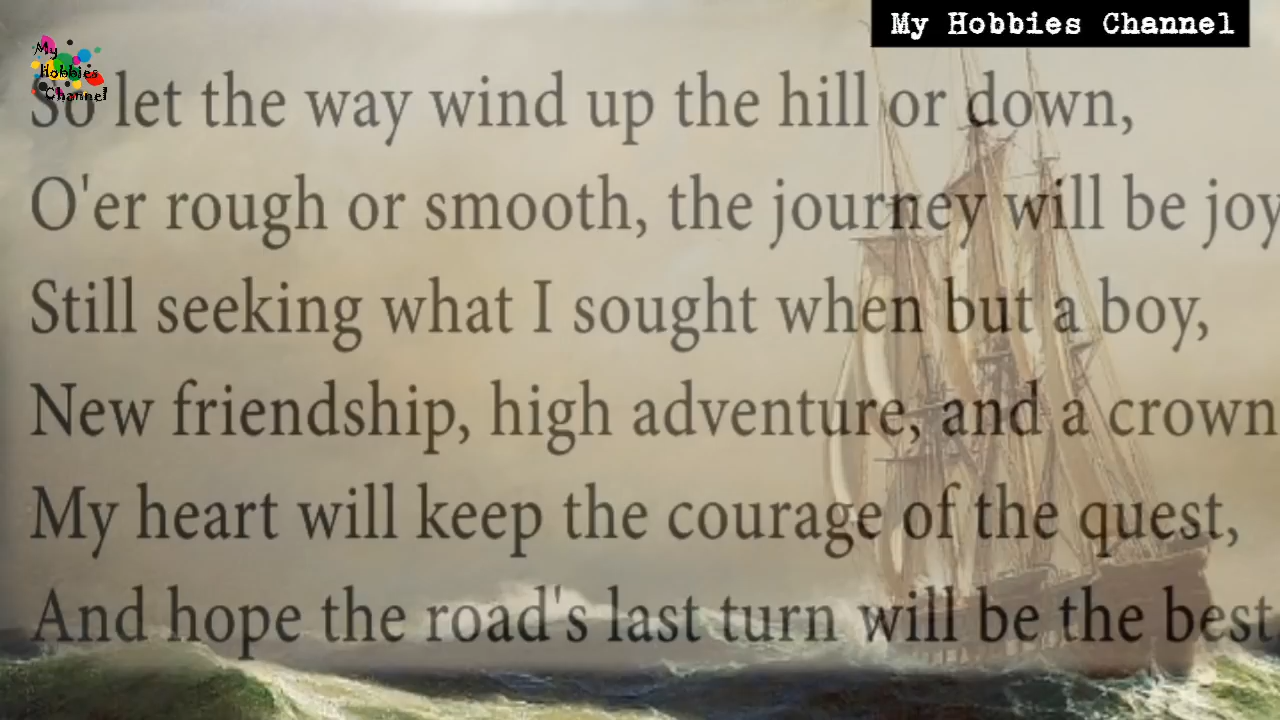 My Hobbies Channel
My
Hobbies
Channel
So let the way wind up the hill or down,
O'er rough or smooth, the journey will be joy
Still seeking what I sought when but a boy,
New friendship, high adventure, and a crown
My heart will keep the courage of the quest,
And hope the road's last turn will be the best